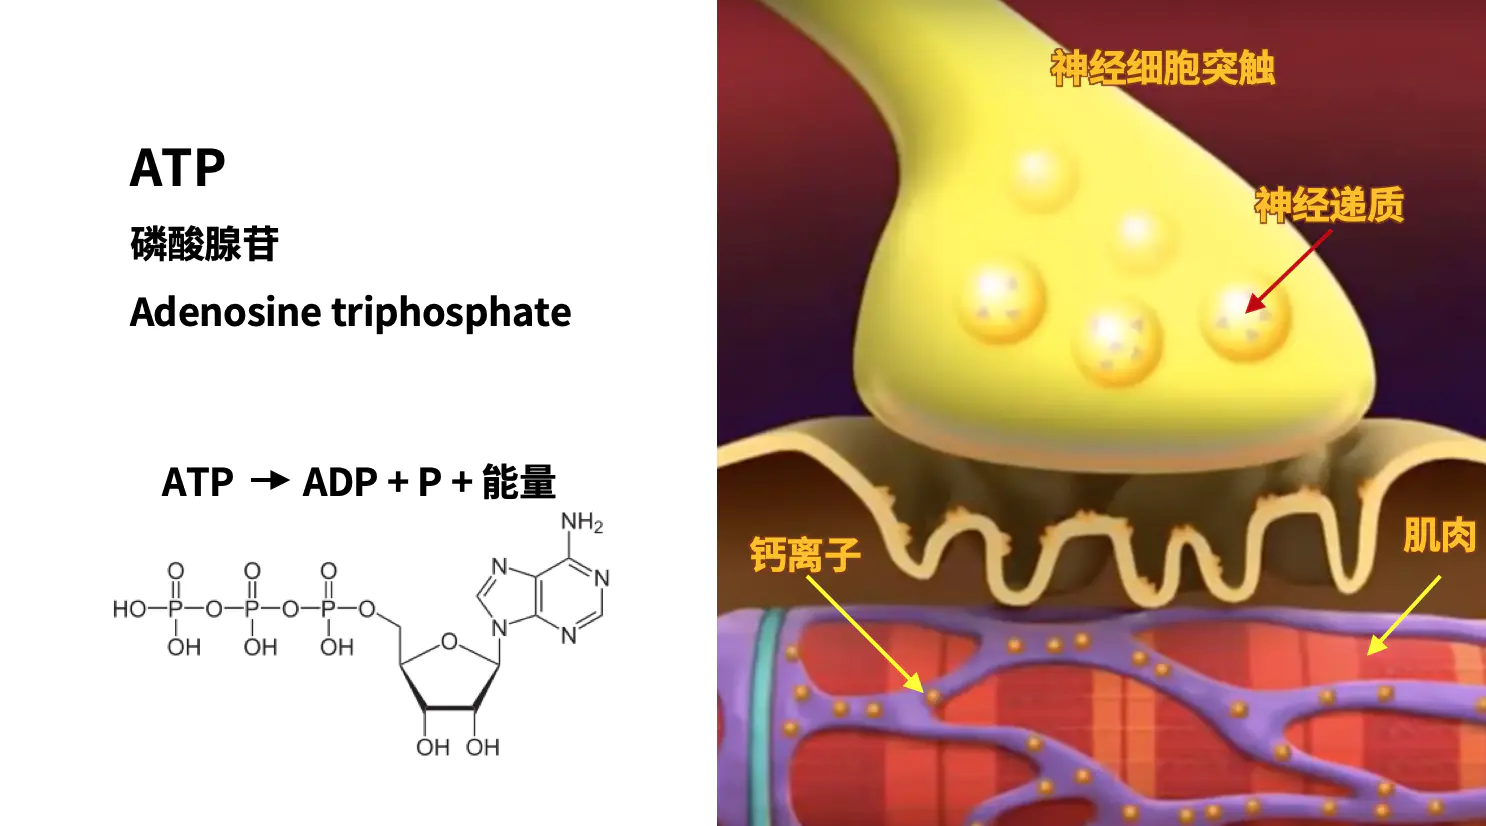 ATP
磷酸腺苷
Adenosine triphosphate
ATP → ADP + P + 能量
NH₂
N
N
N
N
O
O
O
HO
P
O
P
O
P
O
OH
OH
OH
O
OH
OH
神经细胞突触
神经递质
钙离子
肌肉